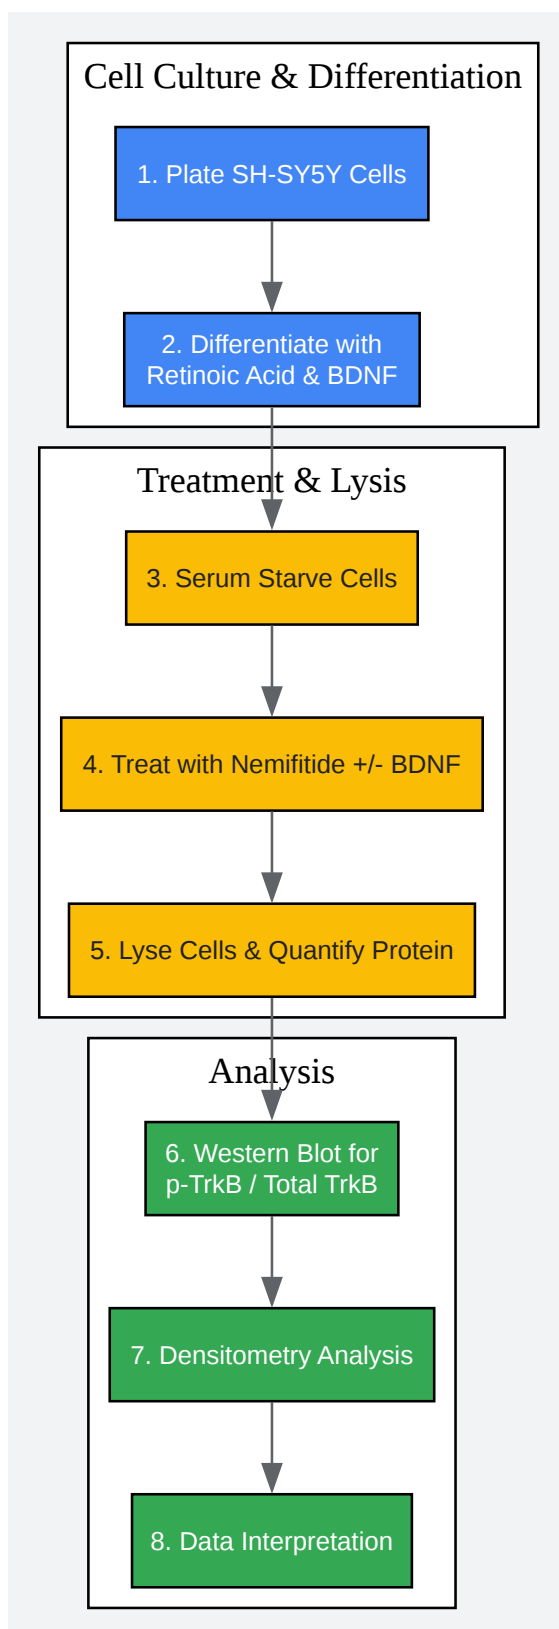 Cell Culture & Differentiation
1. Plate SH-SY5Y Cells
2. Differentiate with
Retinoic Acid & BDNF
Treatment & Lysis
3. Serum Starve Cells
4. Treat with Nemifitide +/- BDNF
5. Lyse Cells & Quantify Protein
Analysis
6. Western Blot for
p-TrkB / Total TrkB
7. Densitometry Analysis
8. Data Interpretation